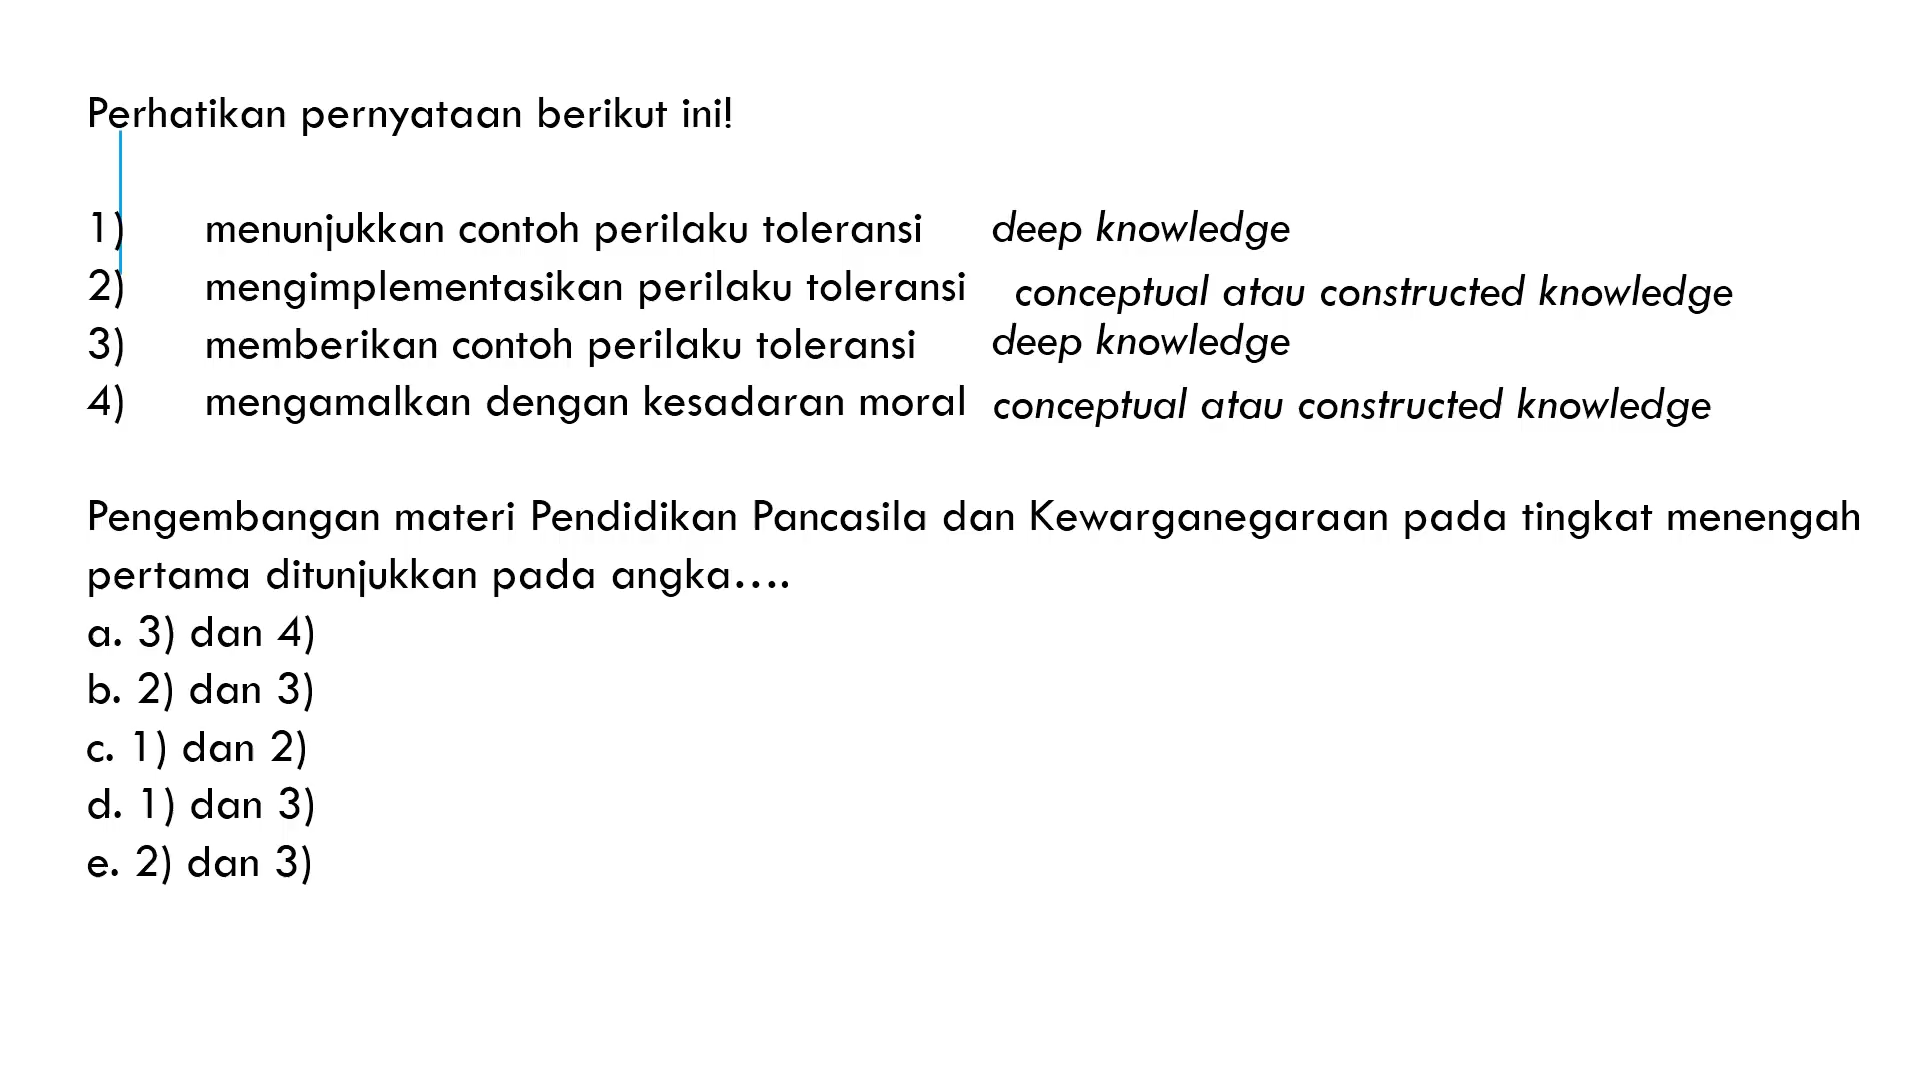 Perhatikan pernyataan berikut ini!
1) menunjukkan contoh perilaku toleransi deep knowledge
2) mengimplementasikan perilaku toleransi conceptual atau constructed knowledge
3) memberikan contoh perilaku toleransi deep knowledge
4) mengamalkan dengan kesadaran moral conceptual atau constructed knowledge
Pengembangan materi Pendidikan Pancasila dan Kewarganegaraan pada tingkat menengah
pertama ditunjukkan pada angka....
a. 3) dan 4)
b. 2) dan 3)
c. 1) dan 2)
d. 1) dan 3)
e. 2) dan 3)